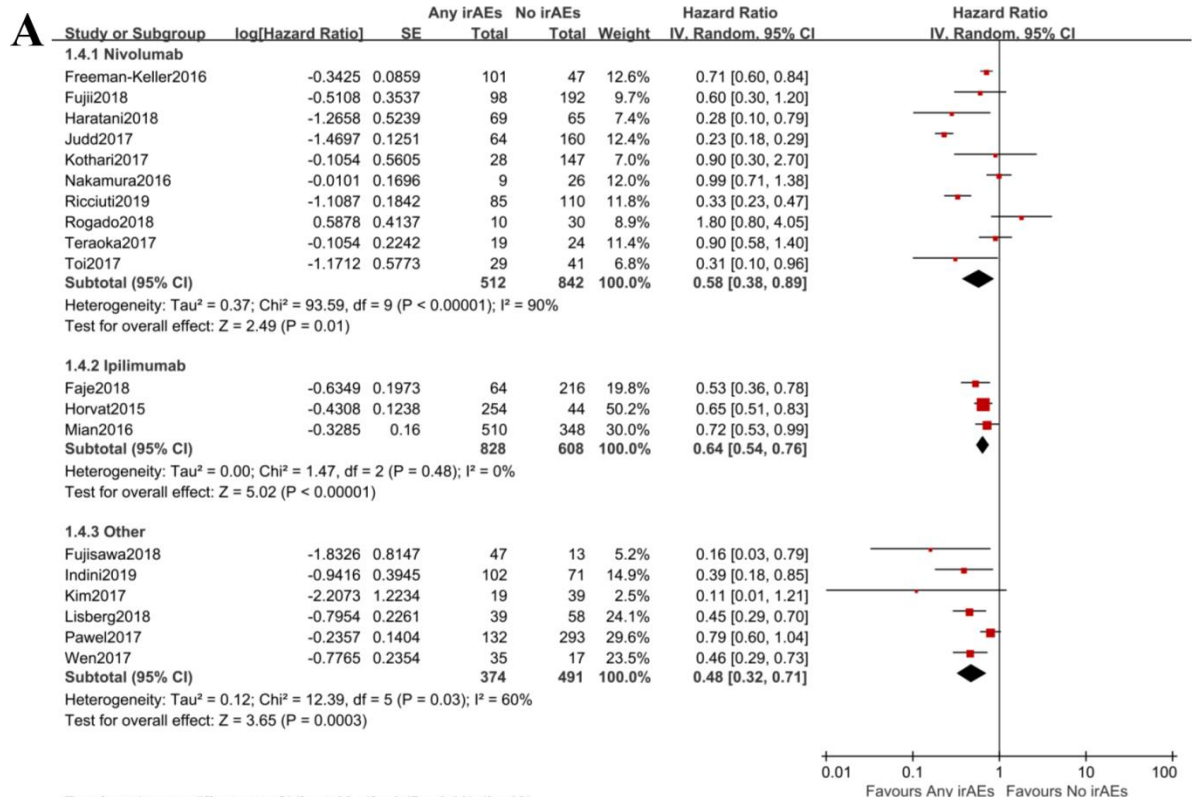 A
Any irAEs No irAEs Hazard Ratio Hazard Ratio
Study or Subgroup log[Hazard Ratio] SE Total Total Weight IV, Random, 95% CI IV, Random, 95% CI
1.4.1 Nivolumab
Freeman-Keller2016 -0.3425 0.0859 101 47 12.6% 0.71 [0.60, 0.84]
Fujii2018 -0.5108 0.3537 98 192 9.7% 0.60 [0.30, 1.20]
Haratani2018 -1.2658 0.5239 69 65 7.4% 0.28 [0.10, 0.79]
Judd2017 -1.4697 0.1251 64 160 12.4% 0.23 [0.18, 0.29]
Kothari2017 -0.1054 0.5605 28 147 7.0% 0.90 [0.30, 2.70]
Nakamura2016 -0.0101 0.1696 9 26 12.0% 0.99 [0.71, 1.38]
Ricciuti2019 -1.1087 0.1842 85 110 11.8% 0.33 [0.23, 0.47]
Rogado2018 0.5878 0.4137 10 30 8.9% 1.80 [0.80, 4.05]
Teraoka2017 -0.1054 0.2242 19 24 11.4% 0.90 [0.58, 1.40]
Toi2017 -1.1712 0.5773 29 41 6.8% 0.31 [0.10, 0.96]
Subtotal (95% CI) 512 842 100.0% 0.58 [0.38, 0.89]
Heterogeneity: Tau² = 0.37; Chi² = 93.59, df = 9 (P < 0.00001); I² = 90%
Test for overall effect: Z = 2.49 (P = 0.01)
1.4.2 Ipilimumab
Faje2018 -0.6349 0.1973 64 216 19.8% 0.53 [0.36, 0.78]
Horvat2015 -0.4308 0.1238 254 44 50.2% 0.65 [0.51, 0.83]
Mian2016 -0.3285 0.16 510 348 30.0% 0.72 [0.53, 0.99]
Subtotal (95% CI) 828 608 100.0% 0.64 [0.54, 0.76]
Heterogeneity: Tau² = 0.00; Chi² = 1.47, df = 2 (P = 0.48); I² = 0%
Test for overall effect: Z = 5.02 (P < 0.00001)
1.4.3 Other
Fujisawa2018 -1.8326 0.8147 47 13 5.2% 0.16 [0.03, 0.79]
Indini2019 -0.9416 0.3945 102 71 14.9% 0.39 [0.18, 0.85]
Kim2017 -2.2073 1.2234 19 39 2.5% 0.11 [0.01, 1.21]
Lisberg2018 -0.7954 0.2261 39 58 24.1% 0.45 [0.29, 0.70]
Pawel2017 -0.2357 0.1404 132 293 29.6% 0.79 [0.60, 1.04]
Wen2017 -0.7765 0.2354 35 17 23.5% 0.46 [0.29, 0.73]
Subtotal (95% CI) 374 491 100.0% 0.48 [0.32, 0.71]
Heterogeneity: Tau² = 0.12; Chi² = 12.39, df = 5 (P = 0.03); I² = 60%
Test for overall effect: Z = 3.65 (P = 0.0003)
0.01 0.1 1 10 100
Favours Any irAEs Favours No irAEs